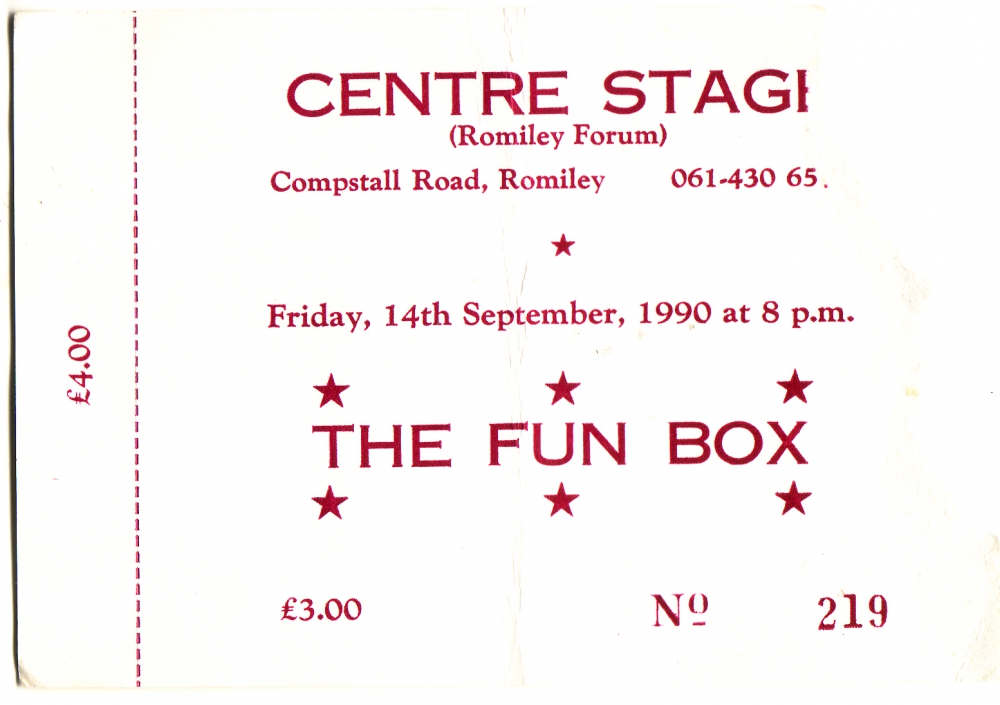 CENTRE STAG
(Romiley Forum)
Compstall Road, Romiley 061-430 65
Friday, 14th September, 1990 at 8 p.m.
£4.00
THE FUN BOX
£3.00 Nº 219